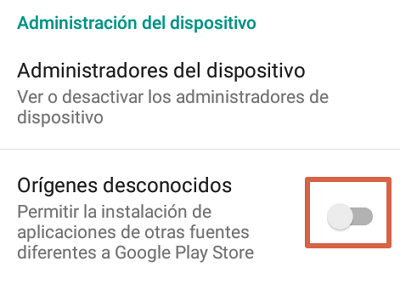 Administración del dispositivo
Administradores del dispositivo
Ver o desactivar los administradores de
dispositivo
Orígenes desconocidos
Permitir la instalación de
aplicaciones de otras fuentes
diferentes a Google Play Store